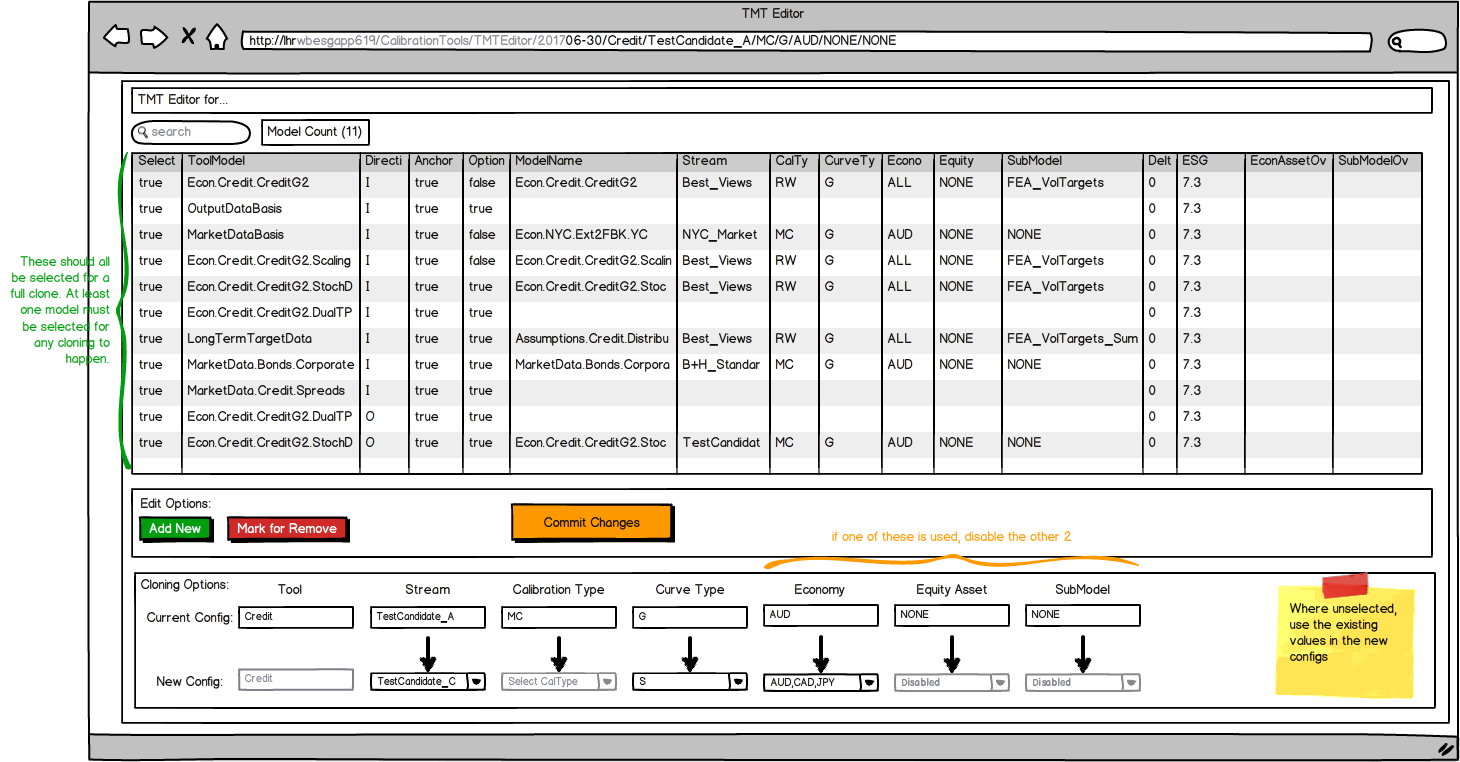 TMT Editor
http://lhrwbesgapp619/CalibrationTools/TMTEditor/201706-30/Credit/TestCandidate_A/MC/G/AUD/NONE/NONE
TMT Editor for...
search Model Count (11)
Select ToolModel Directi Anchor Option ModelName Stream CalTy CurveTy Econo Equity SubModel Delt ESG EconAssetOv SubModelOv
true Econ.Credit.CreditG2 I true false Econ.Credit.CreditG2 Best_Views RW G ALL NONE FEA_VolTargets 0 7.3
true OutputDataBasis I true true 0 7.3
true MarketDataBasis I true false Econ.NYC.Ext2FBK.YC NYC_Market MC G AUD NONE NONE 0 7.3
true Econ.Credit.CreditG2.Scaling I true false Econ.Credit.CreditG2.Scalin Best_Views RW G ALL NONE FEA_VolTargets 0 7.3
true Econ.Credit.CreditG2.StochD I true true Econ.Credit.CreditG2.Stoc Best_Views RW G ALL NONE FEA_VolTargets 0 7.3
true Econ.Credit.CreditG2.DualTP I true true 0 7.3
true LongTermTargetData I true true Assumptions.Credit.Distribu Best_Views RW G ALL NONE FEA_VolTargets_Sum 0 7.3
true MarketData.Bonds.Corporate I true true MarketData.Bonds.Corpora B+H_Standar MC G AUD NONE NONE 0 7.3
true MarketData.Credit.Spreads I true true 0 7.3
true Econ.Credit.CreditG2.DualTP O true true 0 7.3
true Econ.Credit.CreditG2.StochD O true true Econ.Credit.CreditG2.Stoc TestCandidat MC G AUD NONE NONE 0 7.3
These should all
be selected for a
full clone. At least
one model must
be selected for
any cloning to
happen.
Edit Options:
Add New Mark for Remove Commit Changes
if one of these is used, disable the other 2
Cloning Options: Tool Stream Calibration Type Curve Type Economy Equity Asset SubModel
Current Config: Credit TestCandidate_A MC G AUD NONE NONE
New Config: Credit TestCandidate_C Select CalType S AUD,CAD,JPY Disabled Disabled
Where unselected,
use the existing
values in the new
configs